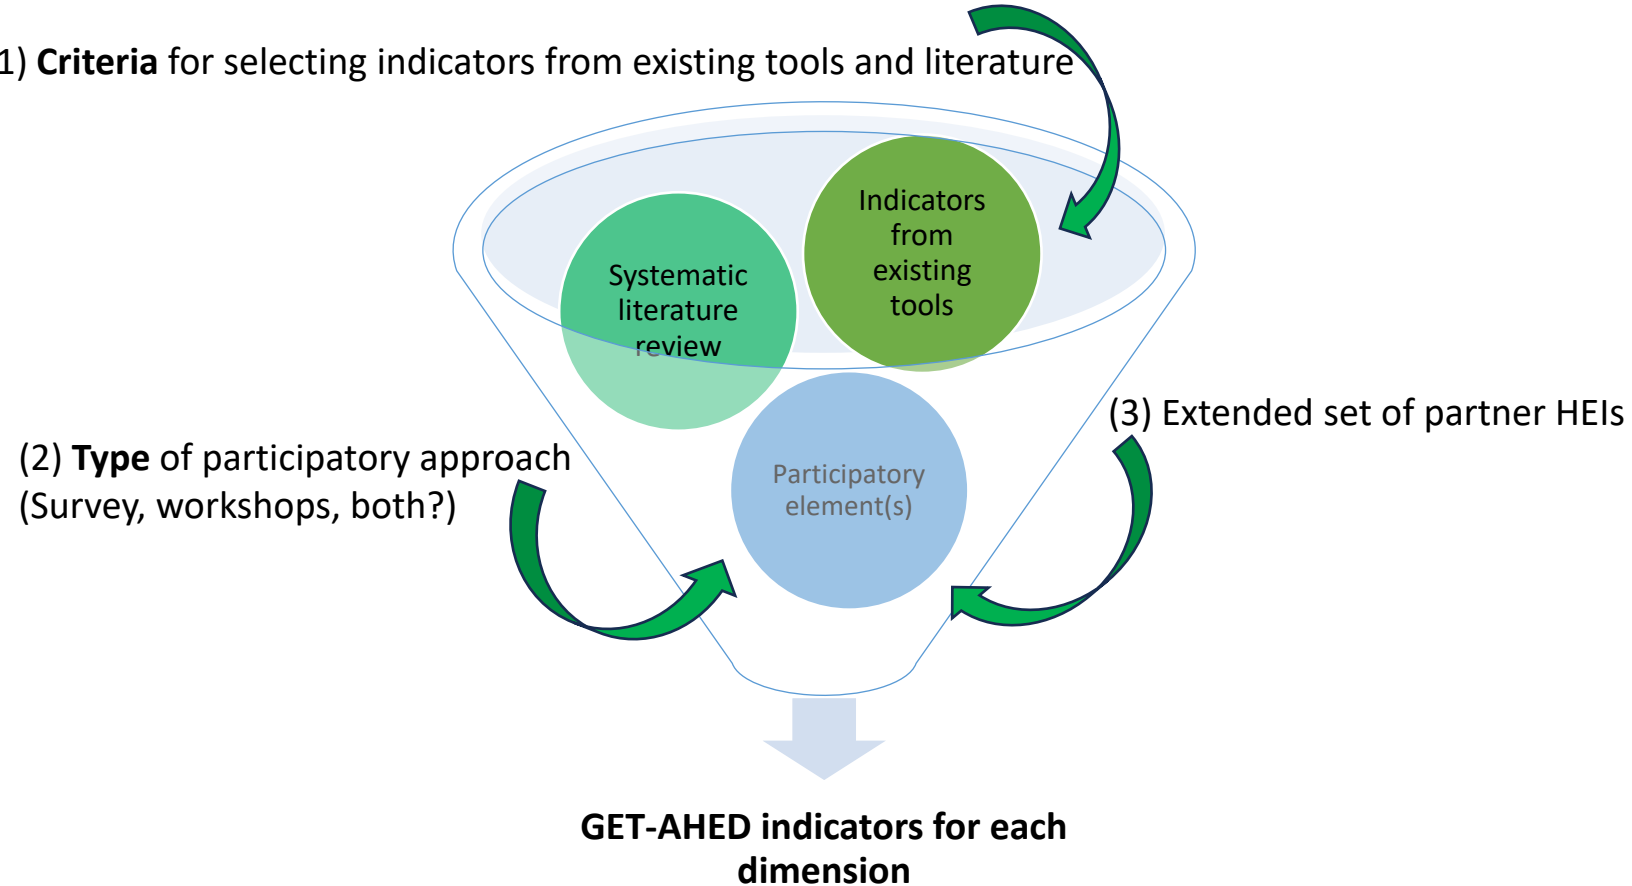 1) Criteria for selecting indicators from existing tools and literature
Indicators
from
existing
tools
Systematic
literature
review
(3) Extended set of partner HEIs
(2) Type of participatory approach
(Survey, workshops, both?)
Participatory
element(s)
GET-AHED indicators for each
dimension